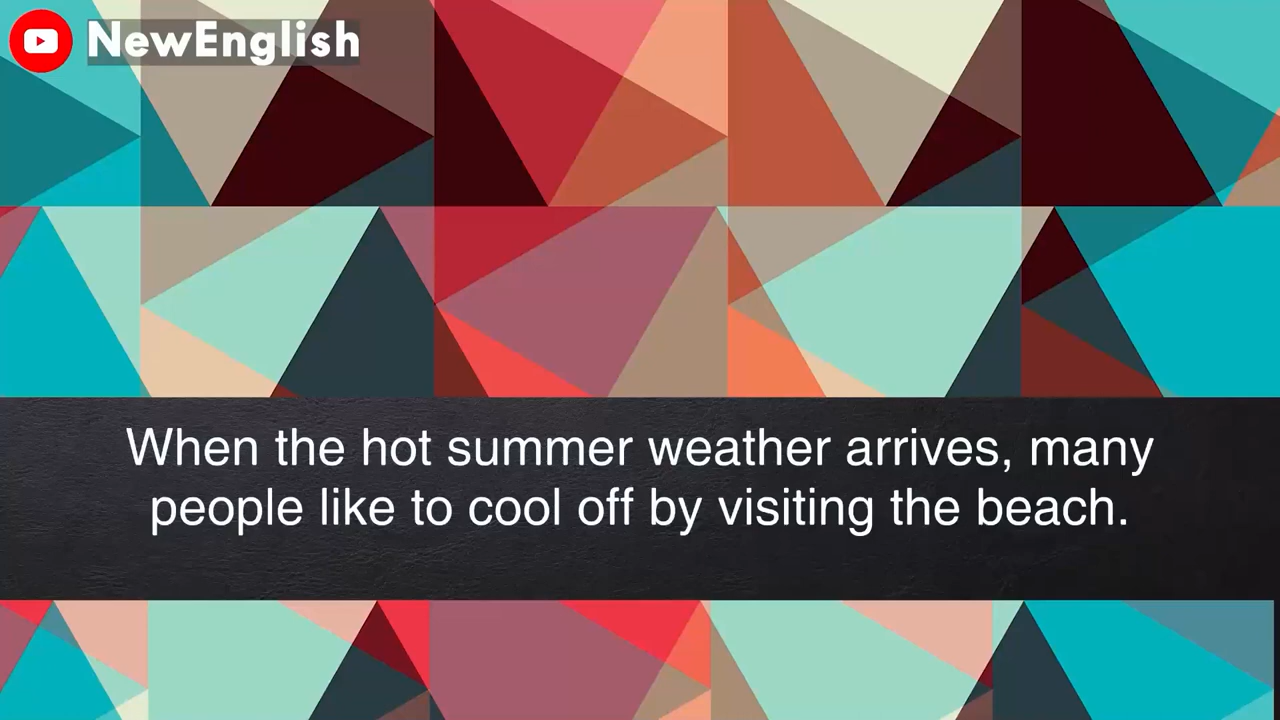 NewEnglish
When the hot summer weather arrives, many
people like to cool off by visiting the beach.